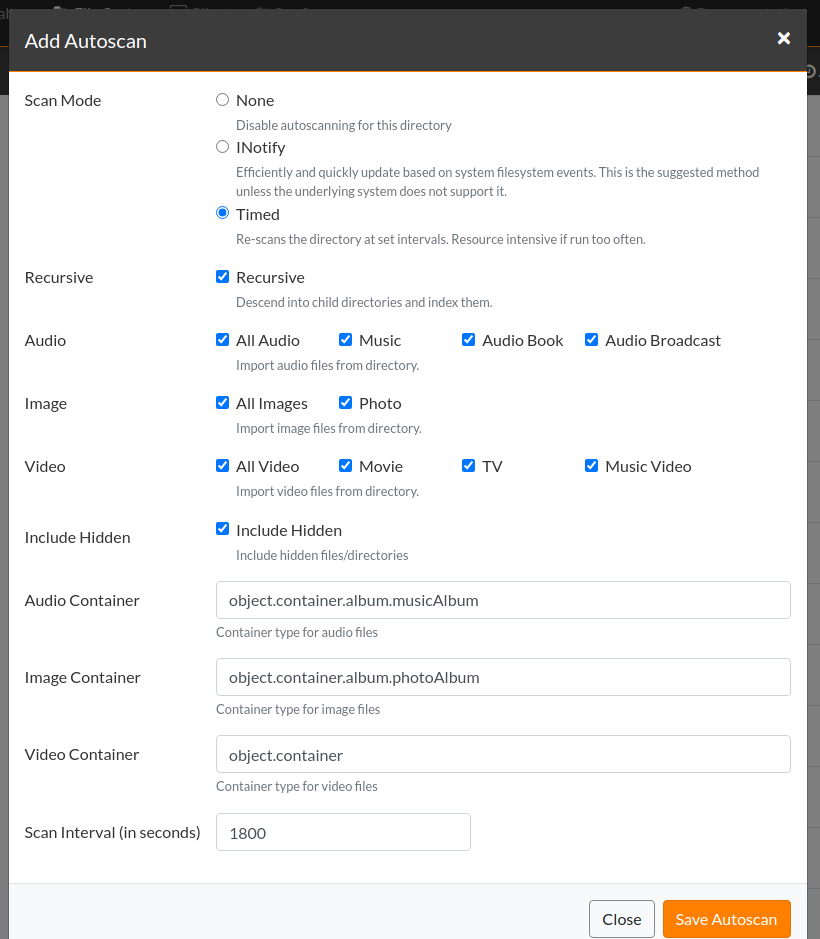 Add Autoscan
Scan Mode
None
Disable autoscanning for this directory
INotify
Efficiently and quickly update based on system filesystem events. This is the suggested method
unless the underlying system does not support it.
Timed
Re-scans the directory at set intervals. Resource intensive if run too often.
Recursive Recursive
Descend into child directories and index them.
Audio All Audio Music Audio Book Audio Broadcast
Import audio files from directory.
Image All Images Photo
Import image files from directory.
Video All Video Movie TV Music Video
Import video files from directory.
Include Hidden Include Hidden
Include hidden files/directories
Audio Container object.container.album.musicAlbum
Container type for audio files
Image Container object.container.album.photoAlbum
Container type for image files
Video Container object.container
Container type for video files
Scan Interval (in seconds) 1800
Close Save Autoscan